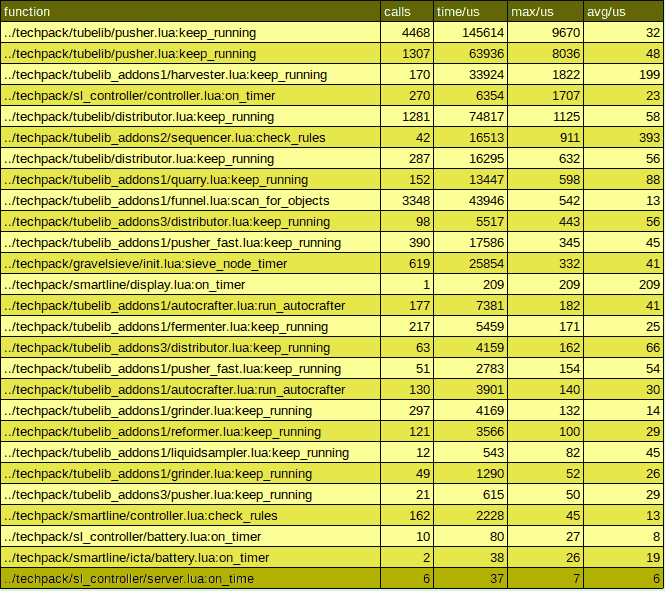 function calls time/us max/us avg/us
../techpack/tubelib/pusher.lua:keep_running 4468 145614 9670 32
../techpack/tubelib/pusher.lua:keep_running 1307 63936 8036 48
../techpack/tubelib_addons1/harvester.lua:keep_running 170 33924 1822 199
../techpack/sl_controller/controller.lua:on_timer 270 6354 1707 23
../techpack/tubelib/distributor.lua:keep_running 1281 74817 1125 58
../techpack/tubelib_addons2/sequencer.lua:check_rules 42 16513 911 393
../techpack/tubelib/distributor.lua:keep_running 287 16295 632 56
../techpack/tubelib_addons1/quarry.lua:keep_running 152 13447 598 88
../techpack/tubelib_addons1/funnel.lua:scan_for_objects 3348 43946 542 13
../techpack/tubelib_addons3/distributor.lua:keep_running 98 5517 443 56
../techpack/tubelib_addons1/pusher_fast.lua:keep_running 390 17586 345 45
../techpack/gravelsieve/init.lua:sieve_node_timer 619 25854 332 41
../techpack/smartline/display.lua:on_timer 1 209 209 209
../techpack/tubelib_addons1/autocrafter.lua:run_autocrafter 177 7381 182 41
../techpack/tubelib_addons1/fermenter.lua:keep_running 217 5459 171 25
../techpack/tubelib_addons3/distributor.lua:keep_running 63 4159 162 66
../techpack/tubelib_addons1/pusher_fast.lua:keep_running 51 2783 154 54
../techpack/tubelib_addons1/autocrafter.lua:run_autocrafter 130 3901 140 30
../techpack/tubelib_addons1/grinder.lua:keep_running 297 4169 132 14
../techpack/tubelib_addons1/reformer.lua:keep_running 121 3566 100 29
../techpack/tubelib_addons1/liquidsampler.lua:keep_running 12 543 82 45
../techpack/tubelib_addons1/grinder.lua:keep_running 49 1290 52 26
../techpack/tubelib_addons3/pusher.lua:keep_running 21 615 50 29
../techpack/smartline/controller.lua:check_rules 162 2228 45 13
../techpack/sl_controller/battery.lua:on_timer 10 80 27 8
../techpack/smartline/icta/battery.lua:on_timer 2 38 26 19
../techpack/sl_controller/server.lua:on_time 6 37 7 6